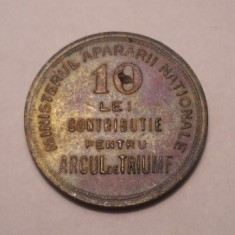 MINISTERUL APARARII NATIONALE
10
LEI
CONTRIBUTIE
PENTRU
ARCUL DE TRIUMF